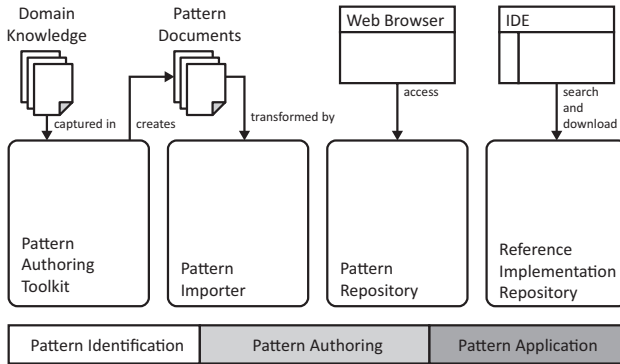 Domain
Knowledge
Pattern
Documents
Web Browser
IDE
captured in
creates
transformed by
access
search
and
download
Pattern
Authoring
Toolkit
Pattern
Importer
Pattern
Repository
Reference
Implementation
Repository
Pattern Identification
Pattern Authoring
Pattern Application